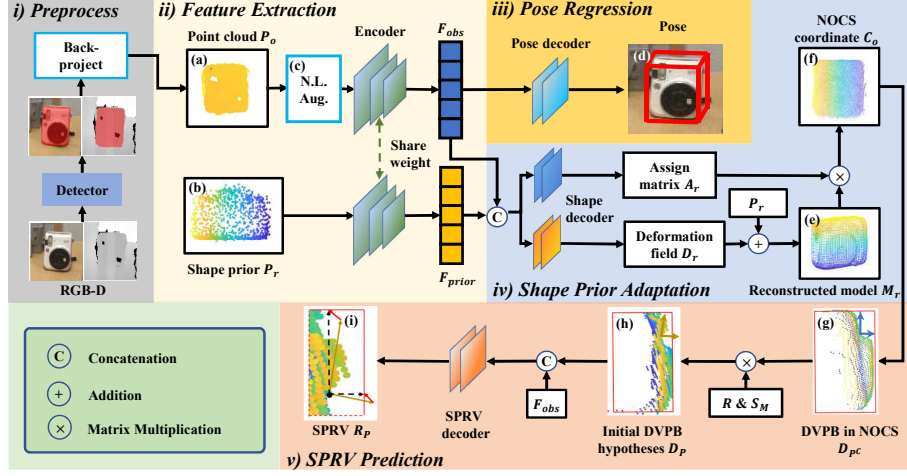 i) Preprocess
Back-
project
Detector
RGB-D
ii) Feature Extraction
Point cloud P_o
(a)
(c)
N.L.
Aug.
Encoder
F_obs
Share
weight
(b)
Shape prior P_r
F_prior
iii) Pose Regression
Pose decoder
Pose
(d)
NOCS
coordinate C_o
(f)
C
Shape
decoder
Assign
matrix A_r
×
P_r
Deformation
field D_r
+
(e)
iv) Shape Prior Adaptation
Reconstructed model M_r
C
Concatenation
+
Addition
×
Matrix Multiplication
(i)
SPRV R_P
SPRV
decoder
C
F_obs
(h)
Initial DVPB
hypotheses D_P
×
R & S_M
(g)
DVPB in NOCS
D_{P^C}
v) SPRV Prediction